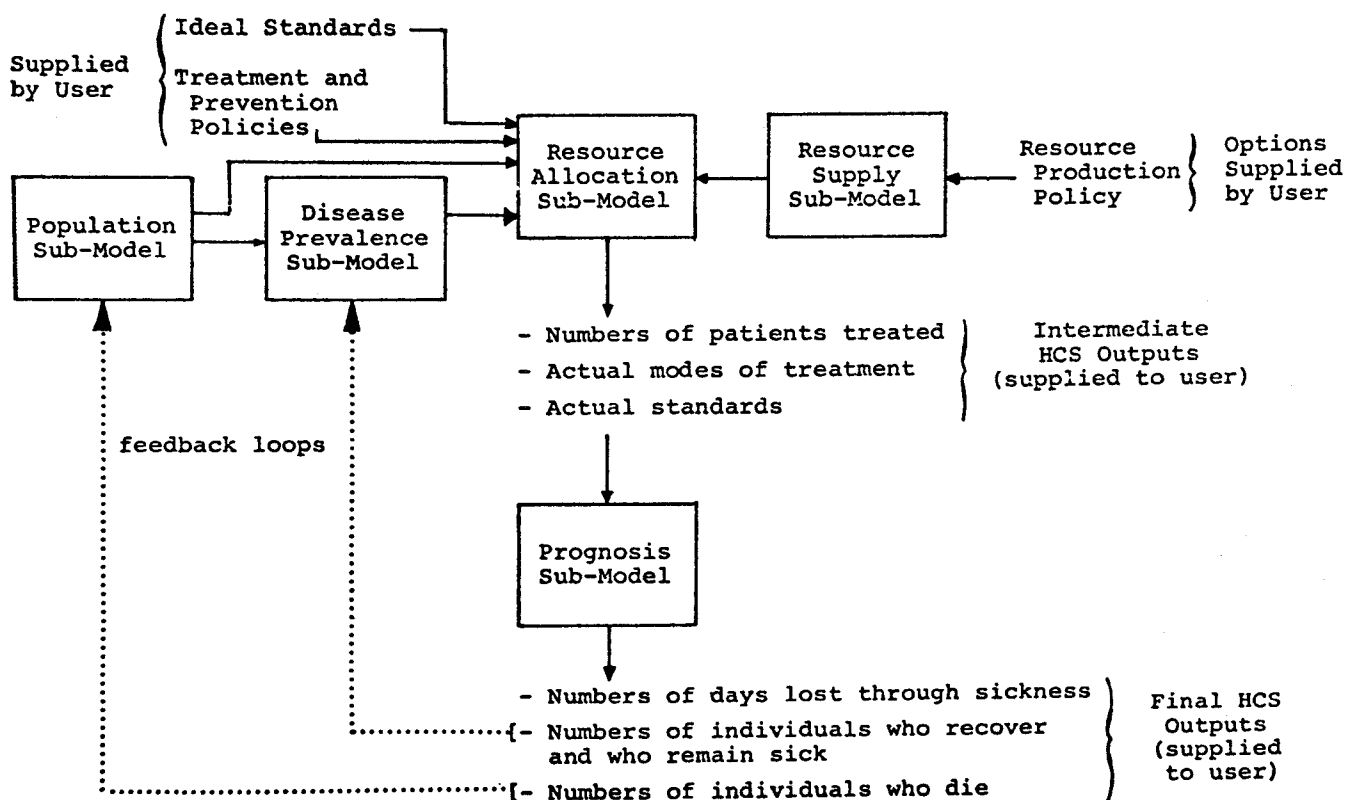 Supplied
by User
Ideal Standards
Treatment and
Prevention
Policies
Population
Sub-Model
Disease
Prevalence
Sub-Model
Resource
Allocation
Sub-Model
Resource
Supply
Sub-Model
Resource
Production
Policy
Options
Supplied
by User
- Numbers of patients treated
- Actual modes of treatment
- Actual standards
Intermediate
HCS Outputs
(supplied to user)
feedback loops
Prognosis
Sub-Model
- Numbers of days lost through sickness
- Numbers of individuals who recover
and who remain sick
- Numbers of individuals who die
Final HCS
Outputs
(supplied
to user)